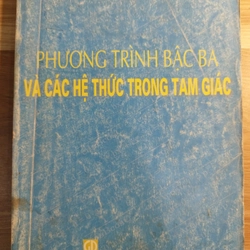 PHƯƠNG TRÌNH BẬC BA
VÀ CÁC HỆ THỨC TRONG TAM GIÁC